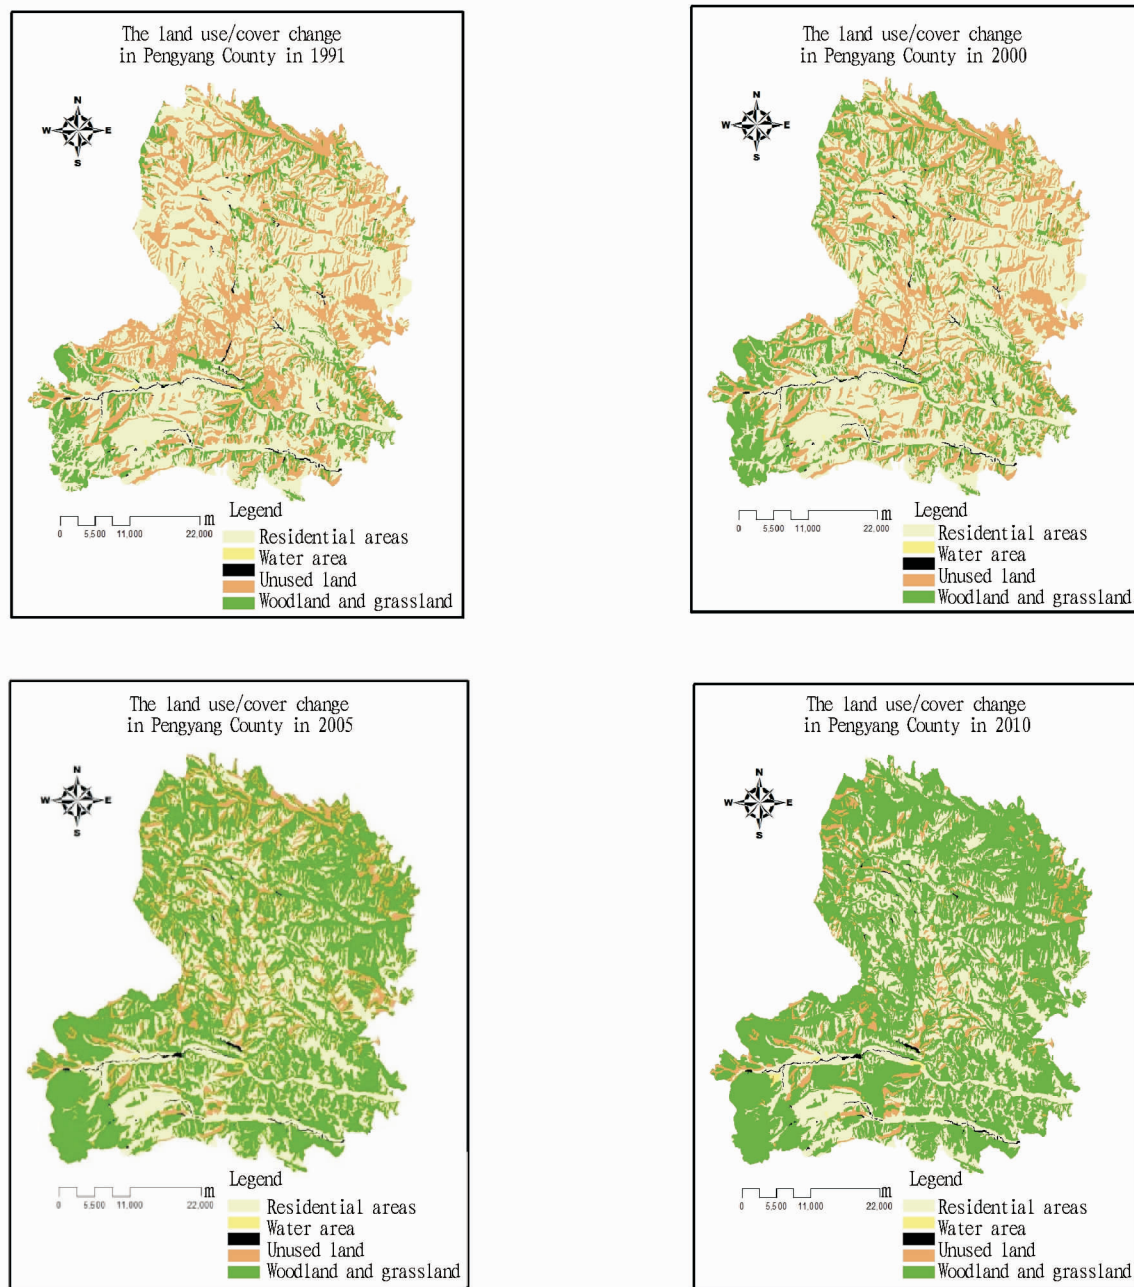 The land use/cover change
in Pengyang County in 1991
N
W E
S
Legend
m
0 5,500 11,000 22,000
Residential areas
Water area
Unused land
Woodland and grassland
The land use/cover change
in Pengyang County in 2000
N
W E
S
Legend
m
0 5,500 11,000 22,000
Residential areas
Water area
Unused land
Woodland and grassland
The land use/cover change
in Pengyang County in 2005
N
W E
S
Legend
m
0 5,500 11,000 22,000
Residential areas
Water area
Unused land
Woodland and grassland
The land use/cover change
in Pengyang County in 2010
N
W E
S
Legend
m
0 5,500 11,000 22,000
Residential areas
Water area
Unused land
Woodland and grassland